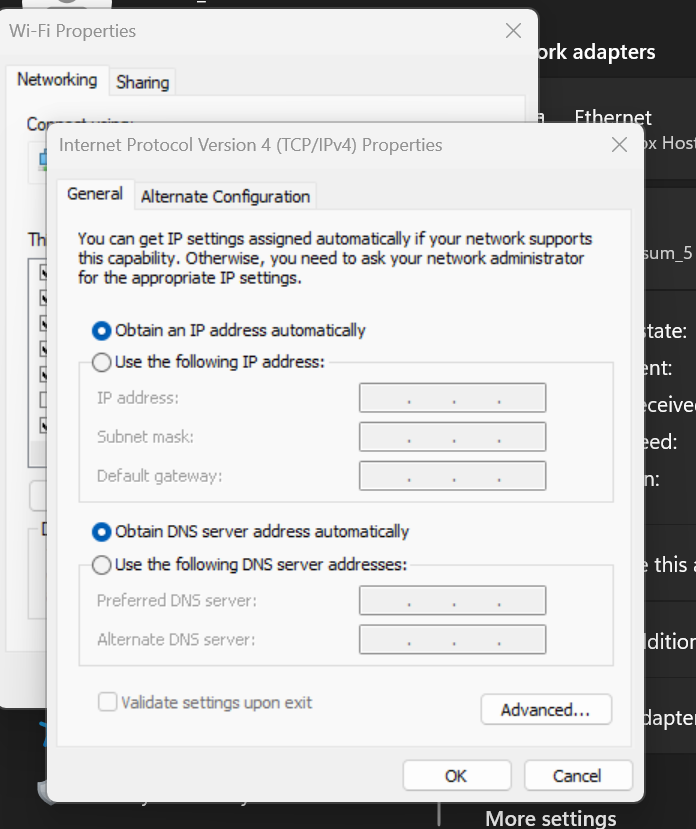 Wi-Fi Properties
ork adapters
Networking
Sharing
Ethernet
ox Host
Internet Protocol Version 4 (TCP/IPv4) Properties
General
Alternate Configuration
You can get IP settings assigned automatically if your network supports
this capability. Otherwise, you need to ask your network administrator
for the appropriate IP settings.
sum_5
Obtain an IP address automatically
state:
Use the following IP address:
ent:
IP address:
eceived
Subnet mask:
eed:
Default gateway:
n:
Obtain DNS server address automatically
Use the following DNS server addresses:
e this a
Preferred DNS server:
Alternate DNS server:
ddition
Validate settings upon exit
Advanced...
dapter
OK
Cancel
More settings